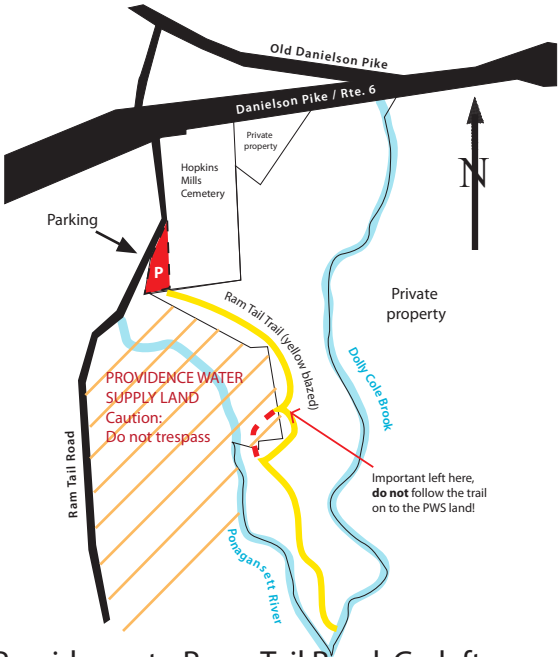 Old Danielson Pike
Danielson Pike / Rte. 6
Private
property
Hopkins
Mills
Cemetery
N
Parking
P
Ram Tail Trail (yellow blazed)
Private
property
PROVIDENCE WATER
SUPPLY LAND
Caution:
Do not trespass
Dolly Cole Brook
Ram Tail Road
Important left here,
do not follow the trail
on to the PWS land!
Ponagansett River